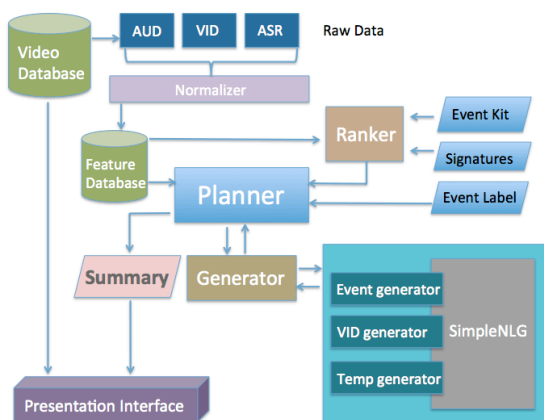 Video
Database
AUD
VID
ASR
Raw Data
Normalizer
Feature
Database
Ranker
Event Kit
Signatures
Event Label
Planner
Summary
Generator
Event generator
VID generator
Temp generator
SimpleNLG
Presentation Interface